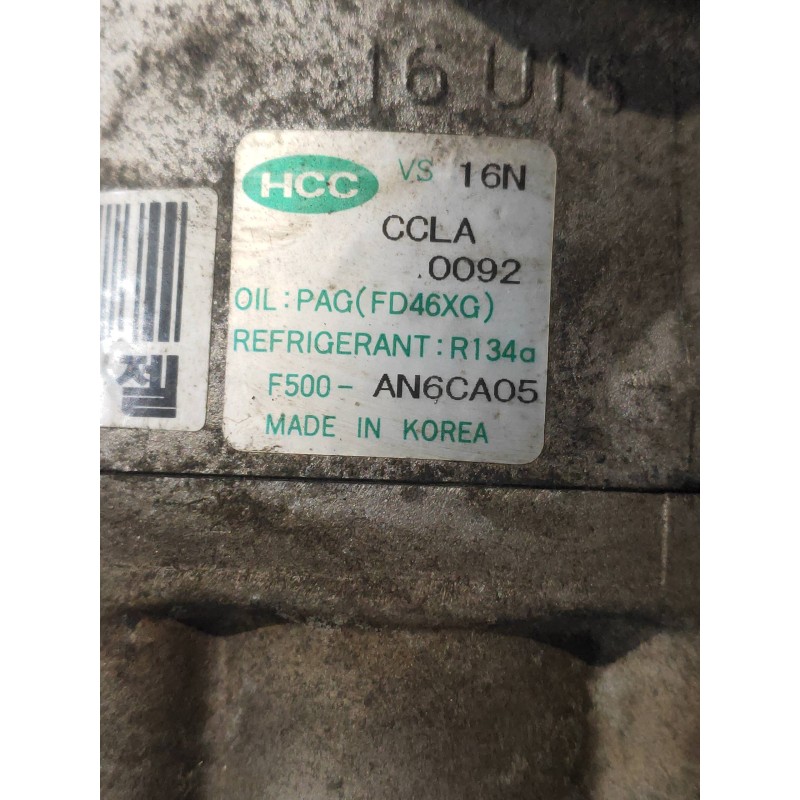 16 U15
HCC VS 16N
CCLA
.0092
OIL : PAG(FD46XG)
REFRIGERANT : R134a
F500 - AN6CA05
MADE IN KOREA
젤